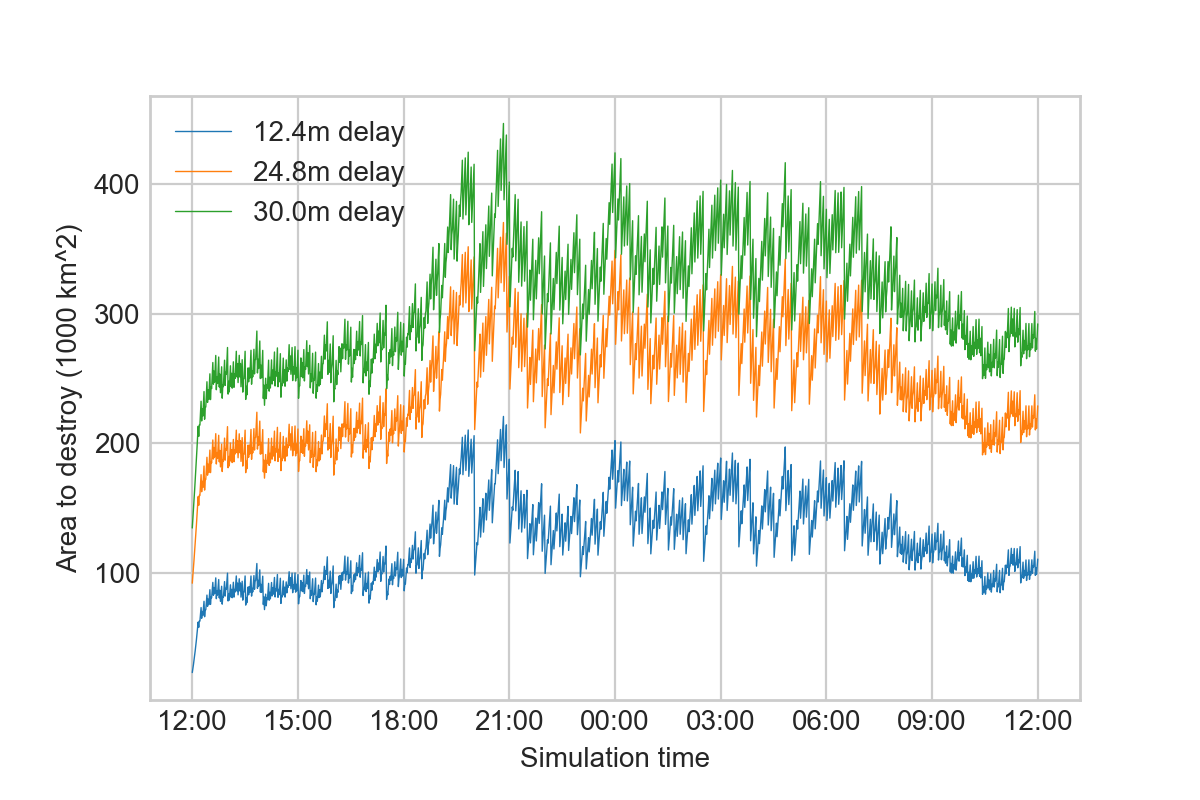 12.4m delay
24.8m delay
30.0m delay
400
300
200
100
Area to destroy (1000 km^2)
12:00 15:00 18:00 21:00 00:00 03:00 06:00 09:00 12:00
Simulation time